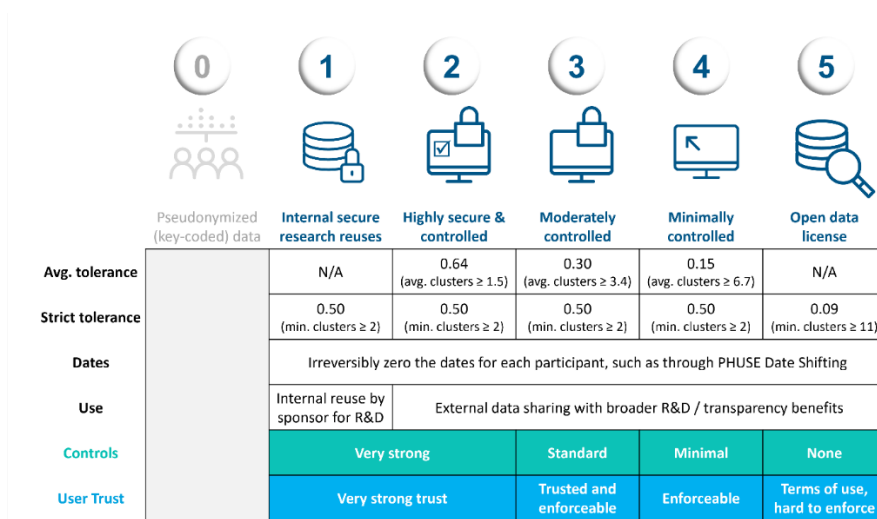 0 1 2 3 4 5
Pseudonymized Internal secure Highly secure & Moderately Minimally Open data
(key-coded) data research reuses controlled controlled controlled license
Avg. tolerance N/A 0.64 0.30 0.15 N/A
(avg. clusters ≥ 1.5) (avg. clusters ≥ 3.4) (avg. clusters ≥ 6.7)
Strict tolerance 0.50 0.50 0.50 0.50 0.09
(min. clusters ≥ 2) (min. clusters ≥ 2) (min. clusters ≥ 2) (min. clusters ≥ 2) (min. clusters ≥ 11)
Dates Irreversibly zero the dates for each participant, such as through PHUSE Date Shifting
Use Internal reuse by External data sharing with broader R&D / transparency benefits
sponsor for R&D
Controls Very strong Standard Minimal None
User Trust Very strong trust Trusted and Enforceable Terms of use,
enforceable hard to enforce